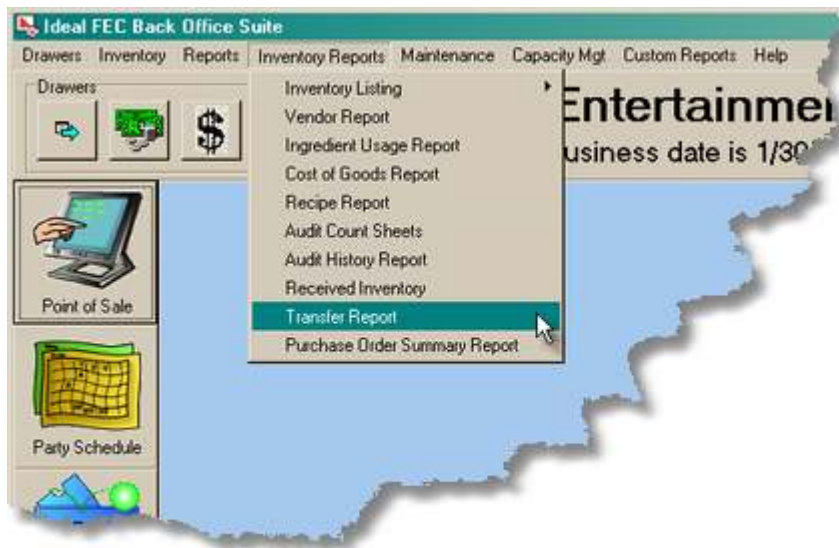 Ideal FEC Back Office Suite
Drawers Inventory Reports Inventory Reports Maintenance Capacity Mgt Custom Reports Help
Drawers
Inventory Listing
Vendor Report
Ingredient Usage Report
Cost of Goods Report
Recipe Report
Audit Count Sheets
Audit History Report
Received Inventory
Transfer Report
Purchase Order Summary Report
usiness date is 1/30
Point of Sale
Party Schedule